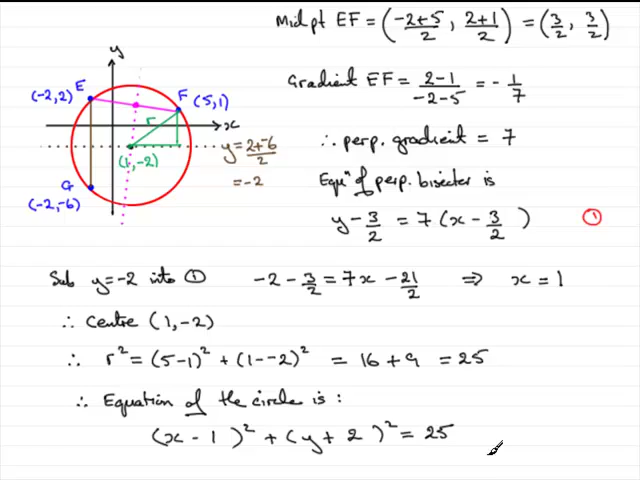 Midpt EF = (-2+5/2, 2+1/2) = (3/2, 3/2)
y
E
(-2,2)
F (5,1)
r
x
(1,-2)
y = 2+-6/2
= -2
G
(-2,-6)
Gradient EF = 2-1/-2-5 = -1/7
∴ perp. gradient = 7
Equⁿ of perp. bisector is
y - 3/2 = 7(x - 3/2) ①
Sub y=-2 into ① -2 - 3/2 = 7x - 21/2 ⇒ x = 1
∴ Centre (1,-2)
∴ r² = (5-1)² + (1--2)² = 16 + 9 = 25
∴ Equation of the circle is:
(x - 1)² + (y + 2)² = 25